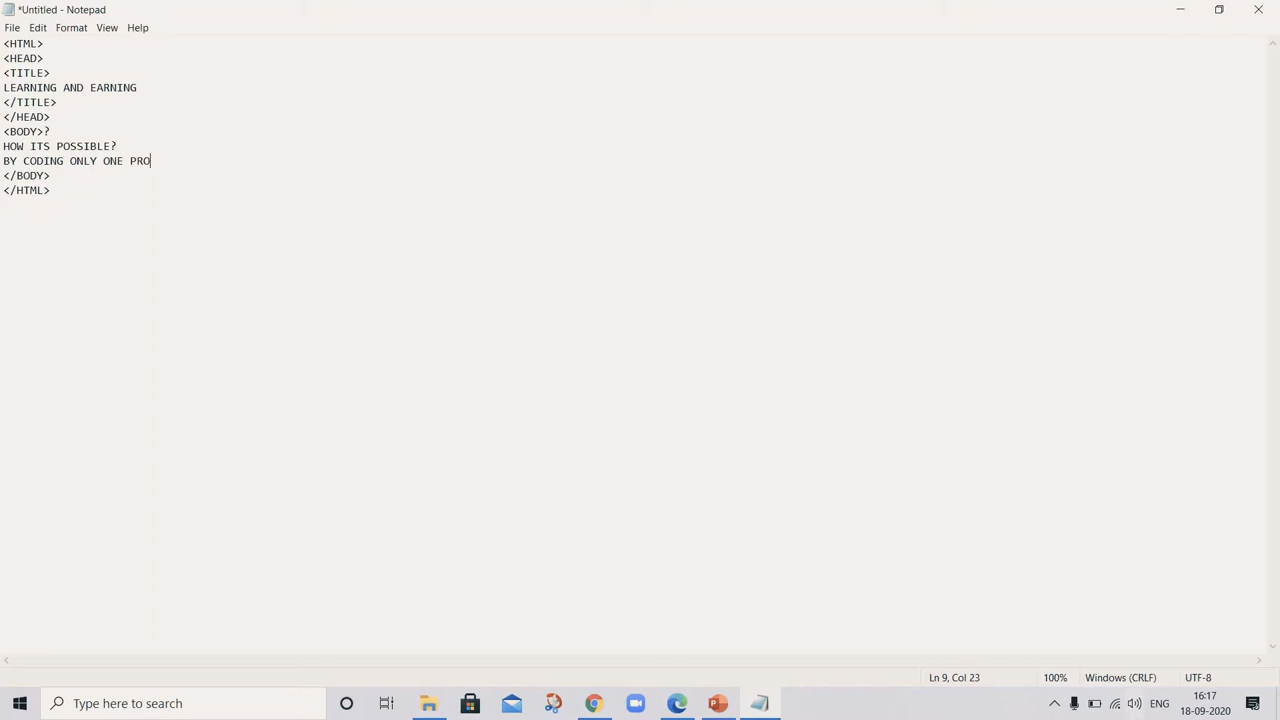 *Untitled - Notepad
File Edit Format View Help
<HTML>
<HEAD>
<TITLE>
LEARNING AND EARNING
</TITLE>
</HEAD>
<BODY>?
HOW ITS POSSIBLE?
BY CODING ONLY ONE PRO
</BODY>
</HTML>
Ln 9, Col 23 100% Windows (CRLF) UTF-8
Type here to search ENG 16:17
18-09-2020